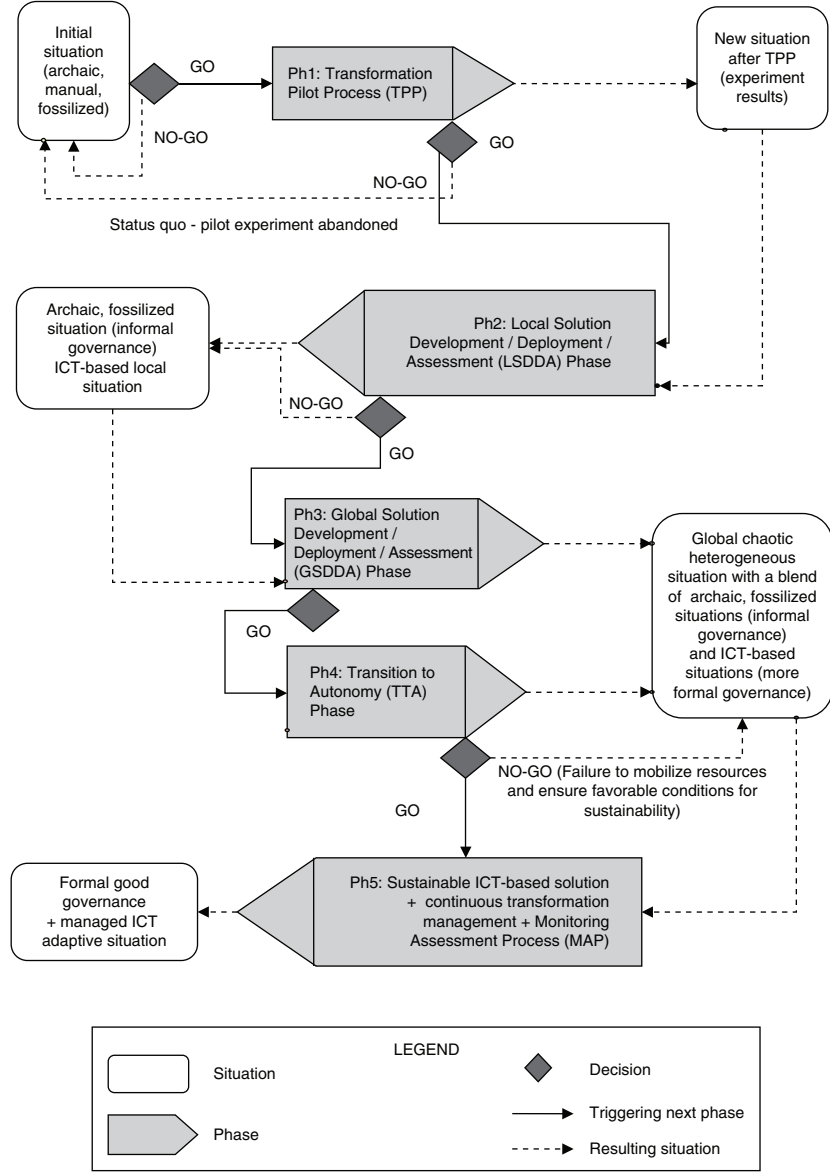 Initial
situation
(archaic,
manual,
fossilized)
GO
NO-GO
Ph1: Transformation
Pilot Process (TPP)
New situation
after TPP
(experiment
results)
GO
NO-GO
Status quo - pilot experiment abandoned
Archaic, fossilized
situation (informal
governance)
ICT-based local
situation
Ph2: Local Solution
Development / Deployment /
Assessment (LSDDA) Phase
NO-GO
GO
Ph3: Global Solution
Development /
Deployment / Assessment
(GSDDA) Phase
Global chaotic
heterogeneous
situation with a blend
of archaic, fossilized
situations (informal
governance)
and ICT-based
situations (more
formal governance)
GO
Ph4: Transition to
Autonomy (TTA)
Phase
NO-GO (Failure to mobilize resources
and ensure favorable conditions for
sustainability)
GO
Formal good
governance
+ managed ICT
adaptive situation
Ph5: Sustainable ICT-based solution
+ continuous transformation
management + Monitoring
Assessment Process (MAP)
LEGEND
Situation
Decision
Triggering next phase
Phase
Resulting situation